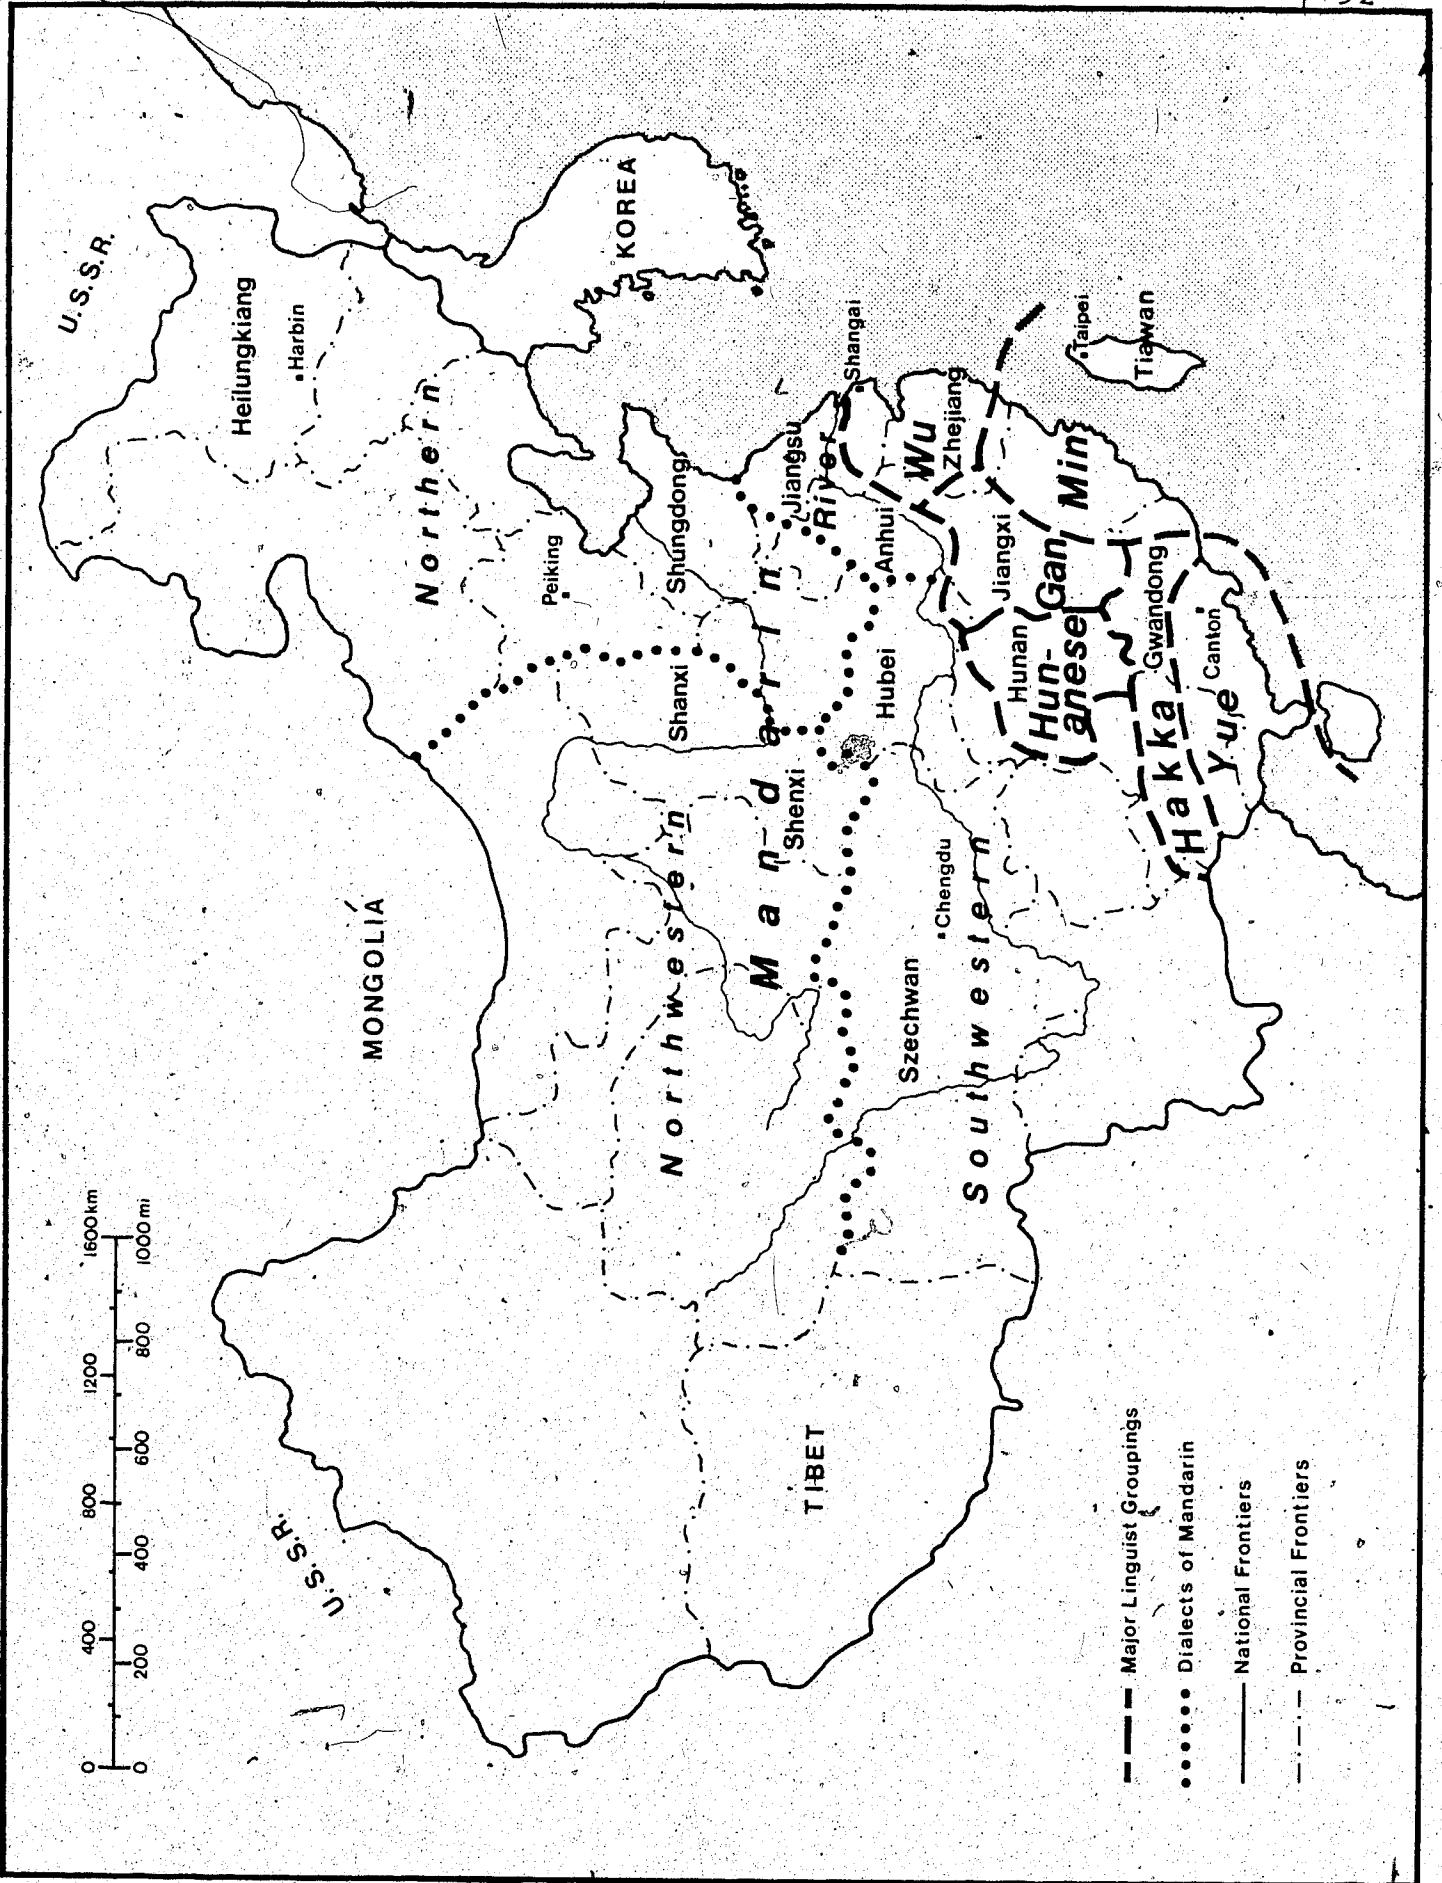 U.S.S.R.
Heilungkiang
Harbin
KOREA
Northern
MONGOLIA
Peiking
Shungdong
Shanxi
Jiangsu
River
Shangai
Wu
Zhejiang
Anhui
Mandarin
Northwestern
Shenxi
Hubei
Taipei
Tiawan
Min
Jiangxi
Gan
Hunan
Hun-
anese
Gwandong
Canton
Hakka
Yue
Chengdu
Szechwan
Southwestern
TIBET
U.S.S.R.
0 400 800 1200 1600km
0 200 400 600 800 1000mi
Major Linguist Groupings
Dialects of Mandarin
National Frontiers
Provincial Frontiers